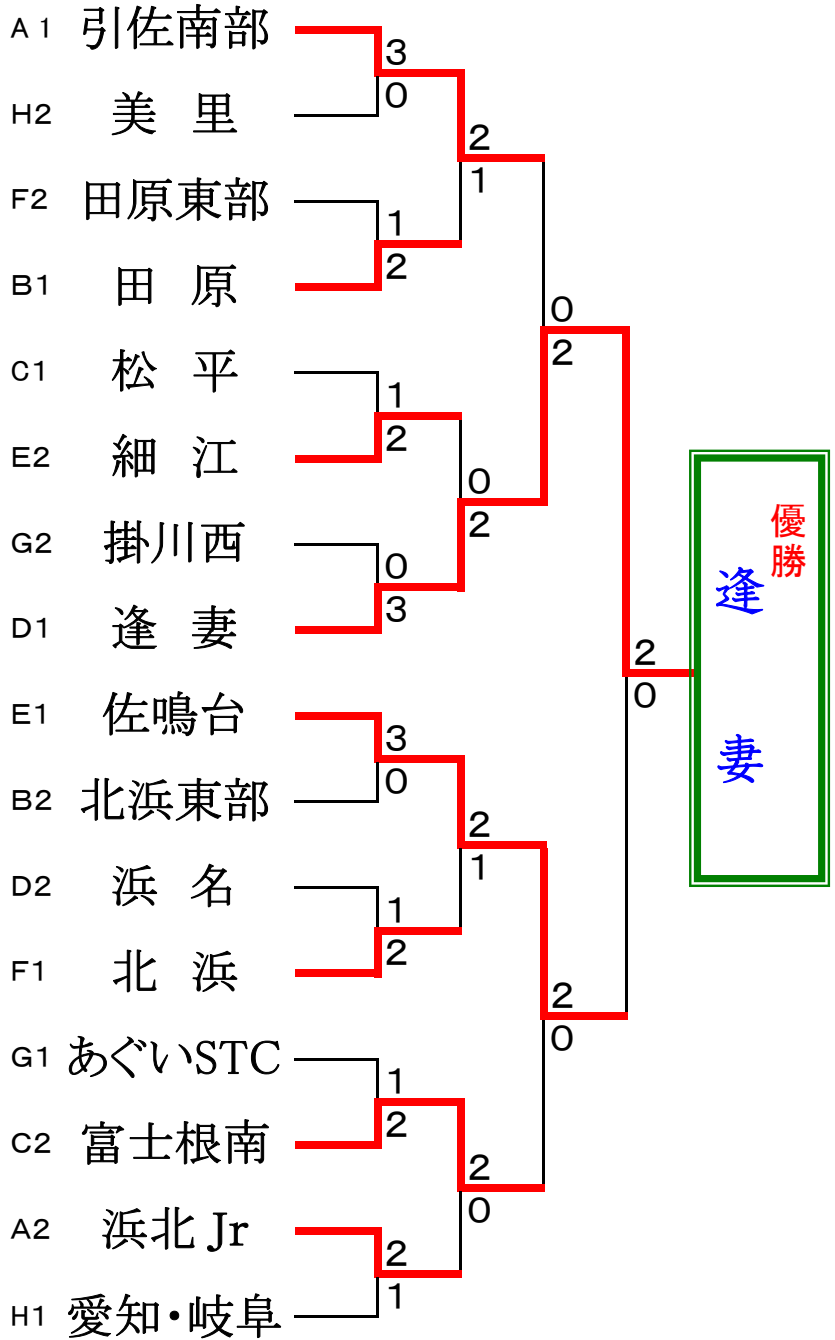 A1 引佐南部
3
0
H2 美里
2
1
F2 田原東部
1
2
B1 田原
0
2
C1 松平
1
2
E2 細江
0
2
G2 掛川西
0
3
D1 逢妻
優勝
逢妻
2
0
E1 佐鳴台
3
0
B2 北浜東部
2
1
D2 浜名
1
2
F1 北浜
2
0
G1 あぐいSTC
1
2
C2 富士根南
2
0
A2 浜北Jr
2
1
H1 愛知・岐阜